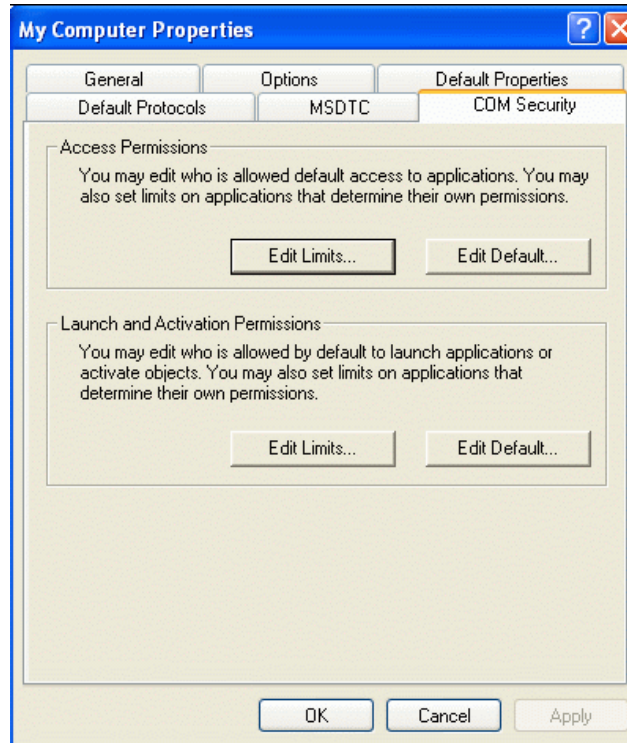 My Computer Properties
General Options Default Properties
Default Protocols MSDTC COM Security
Access Permissions
You may edit who is allowed default access to applications. You may
also set limits on applications that determine their own permissions.
Edit Limits... Edit Default...
Launch and Activation Permissions
You may edit who is allowed by default to launch applications or
activate objects. You may also set limits on applications that
determine their own permissions.
Edit Limits... Edit Default...
OK Cancel Apply